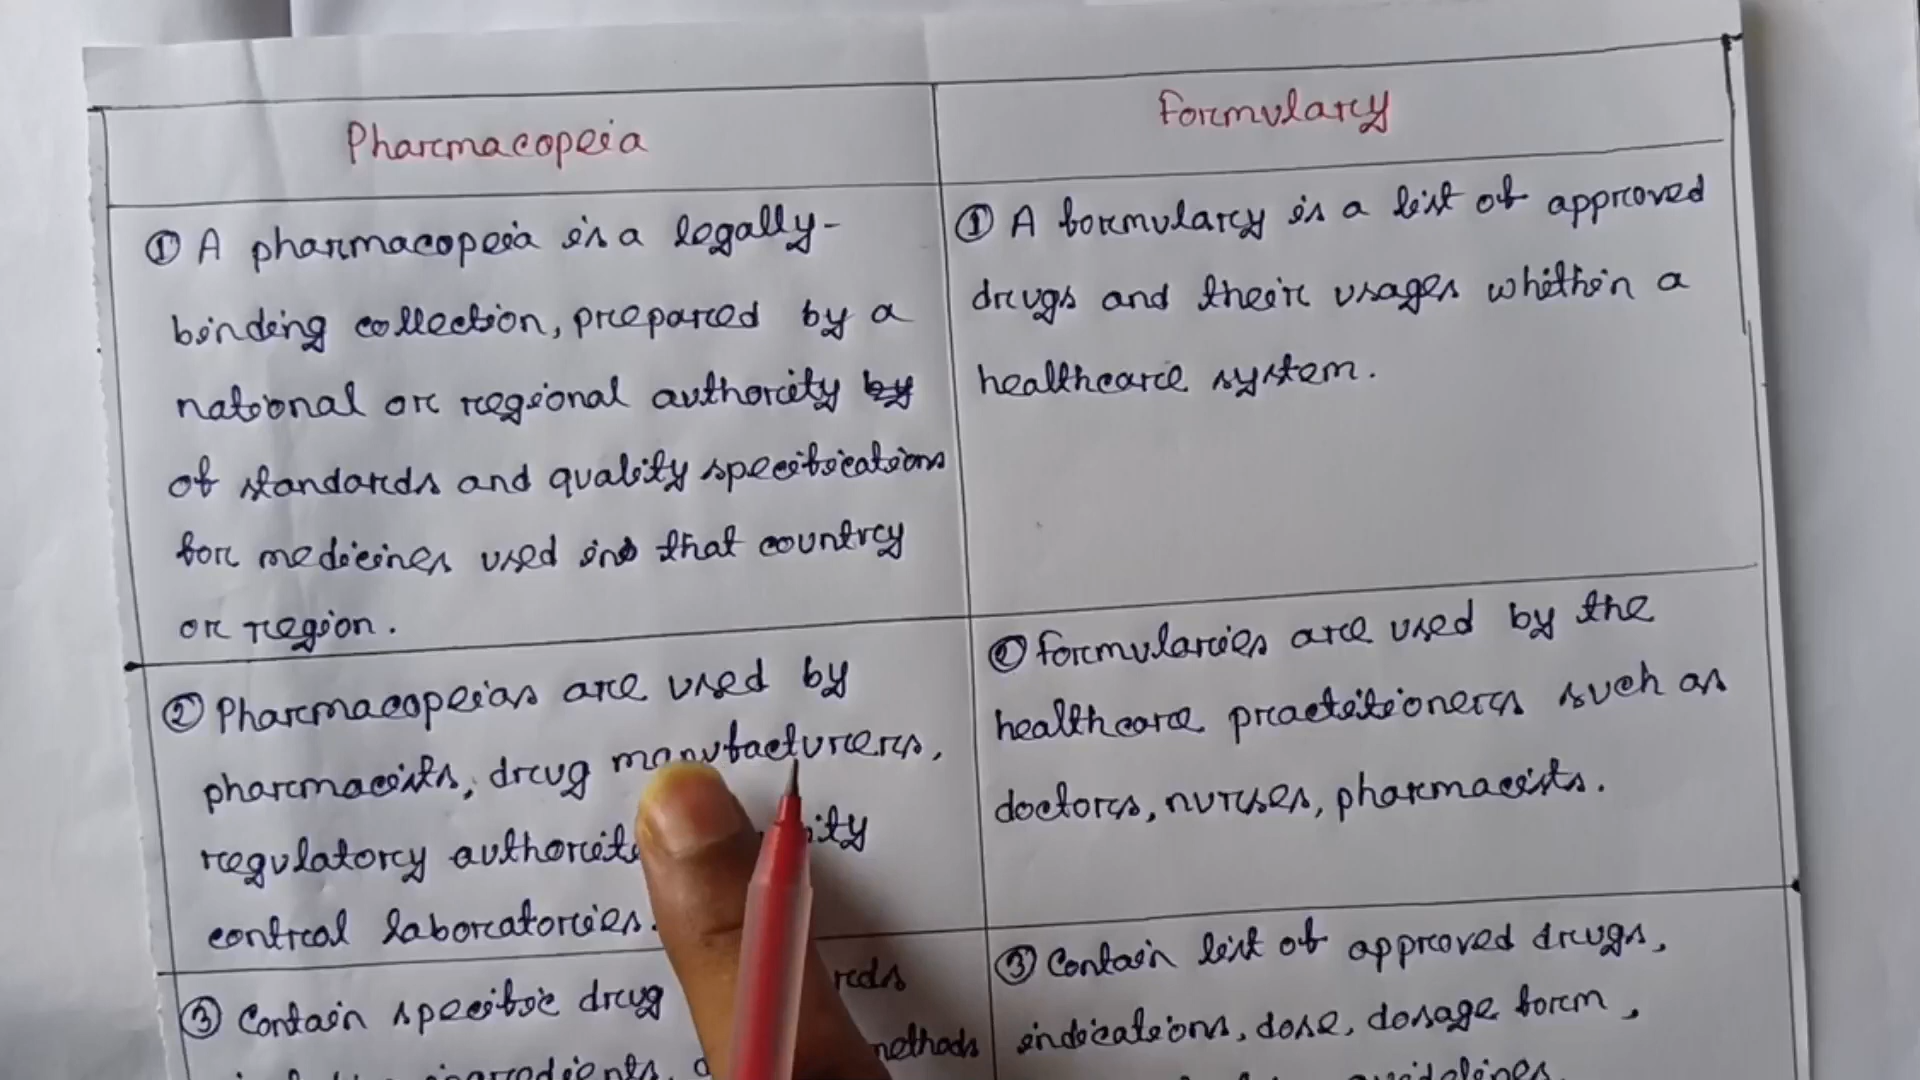 Pharmacopeia
① A pharmacopeia is a legally-
binding collection, prepared by a
national or regional authority by
of standards and quality specifications
for medicines used in that country
or region.
② Pharmacopeias are used by
pharmacists, drug manufacturers,
regulatory
control laboratories.
③ Contain specific drug
methods
Formulary
① A formulary is a list of approved
drugs and their usages whithin a
healthcare system.
② Formularies are used by the
healthcare practitioners such as
doctors, nurses, pharmacists.
③ Contain list of approved drugs,
indications, dose, dosage form,
guidelines.